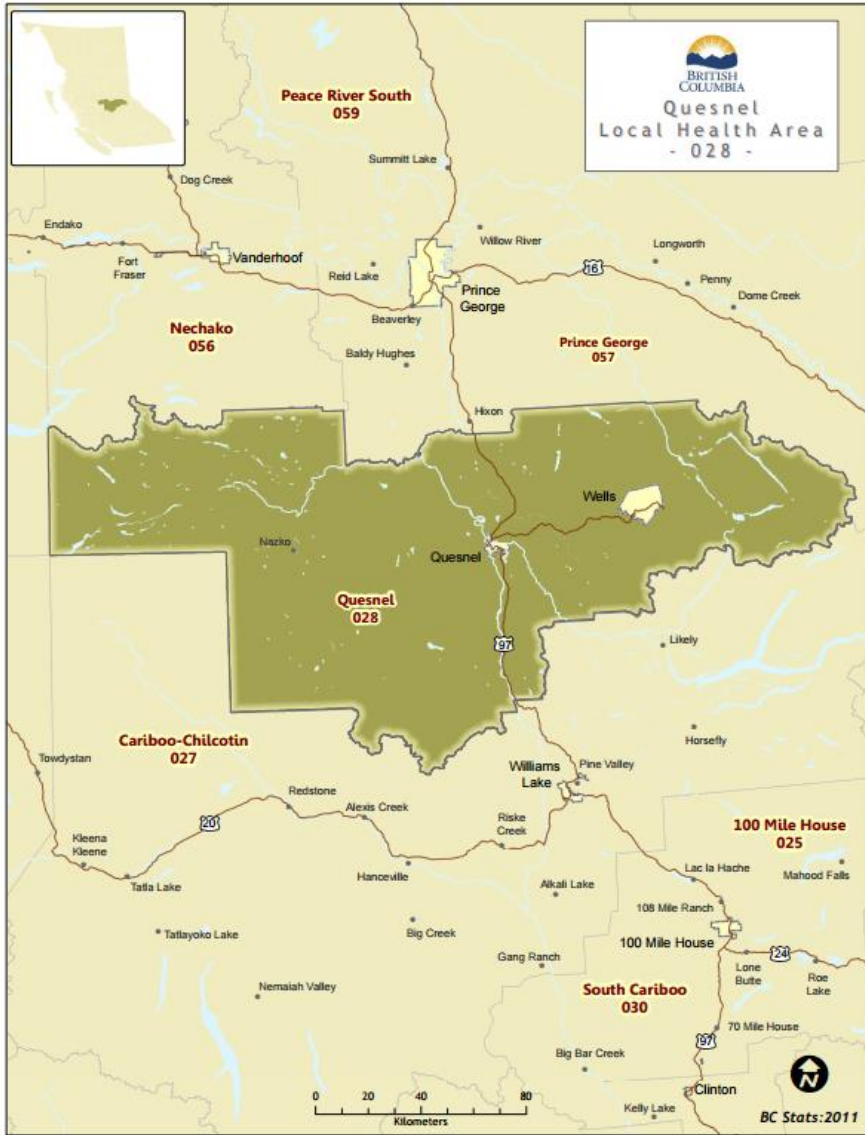 BRITISH
COLUMBIA
Quesnel
Local Health Area
- 028 -
Peace River South
059
Summitt Lake
Dog Creek
Endako
Fort
Fraser
Vanderhoof
Reid Lake
Willow River
Longworth
16
Penny
Dome Creek
Prince
George
Beaverley
Nechako
056
Baldy Hughes
Prince George
057
Hixon
Wells
Nazko
Quesnel
Quesnel
028
97
Likely
Horsefly
Cariboo-Chilcotin
027
Towdystan
Williams
Lake
Pine Valley
Redstone
Alexis Creek
20
Riske
Creek
Kleena
Kleene
Tatla Lake
Hanceville
100 Mile House
025
Mahood Falls
Lac la Hache
Alkali Lake
108 Mile Ranch
Tatlayoko Lake
Big Creek
100 Mile House
24
Lone
Butte
Roe
Lake
Gang Ranch
South Cariboo
030
Nemaiah Valley
70 Mile House
97
Big Bar Creek
Clinton
Kelly Lake
N
0 20 40 60 80
Kilometers
BC Stats:2011